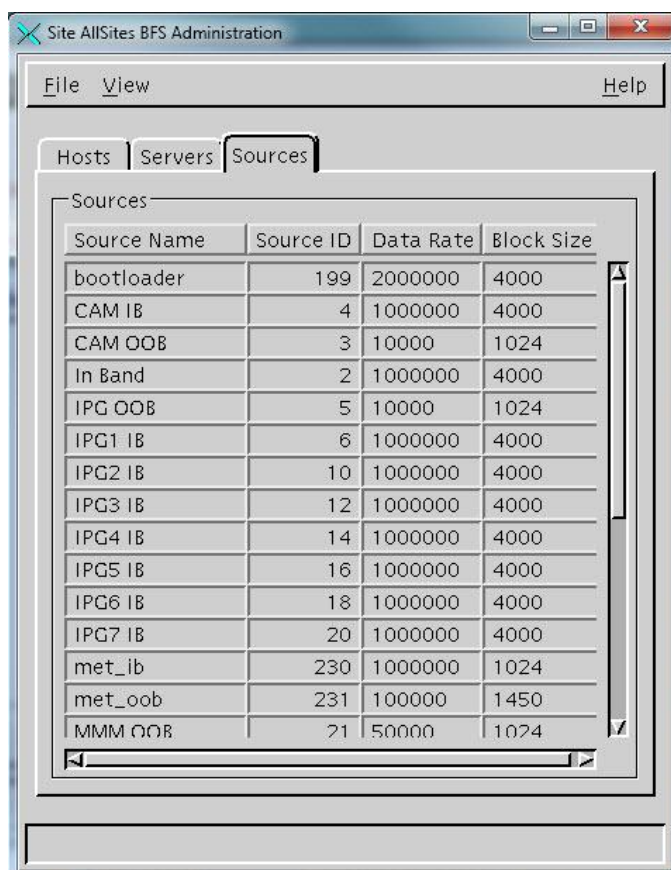 Site AllSites BFS Administration
File View Help
Hosts Servers Sources
Sources
Source Name Source ID Data Rate Block Size
bootloader 199 2000000 4000
CAM IB 4 1000000 4000
CAM OOB 3 10000 1024
In Band 2 1000000 4000
IPG OOB 5 10000 1024
IPG1 IB 6 1000000 4000
IPG2 IB 10 1000000 4000
IPG3 IB 12 1000000 4000
IPG4 IB 14 1000000 4000
IPG5 IB 16 1000000 4000
IPG6 IB 18 1000000 4000
IPG7 IB 20 1000000 4000
met_ib 230 1000000 1024
met_oob 231 100000 1450
MMM OOB 21 50000 1024